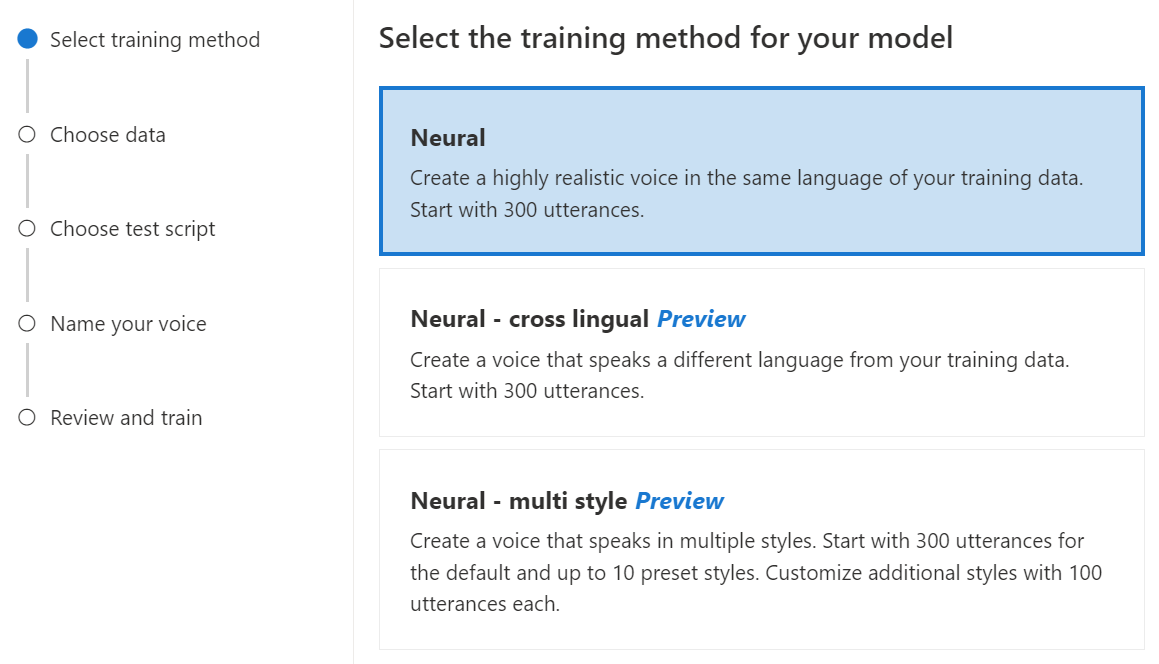 Select training method
Choose data
Choose test script
Name your voice
Review and train
Select the training method for your model
Neural
Create a highly realistic voice in the same language of your training data.
Start with 300 utterances.
Neural - cross lingual Preview
Create a voice that speaks a different language from your training data.
Start with 300 utterances.
Neural - multi style Preview
Create a voice that speaks in multiple styles. Start with 300 utterances for
the default and up to 10 preset styles. Customize additional styles with 100
utterances each.